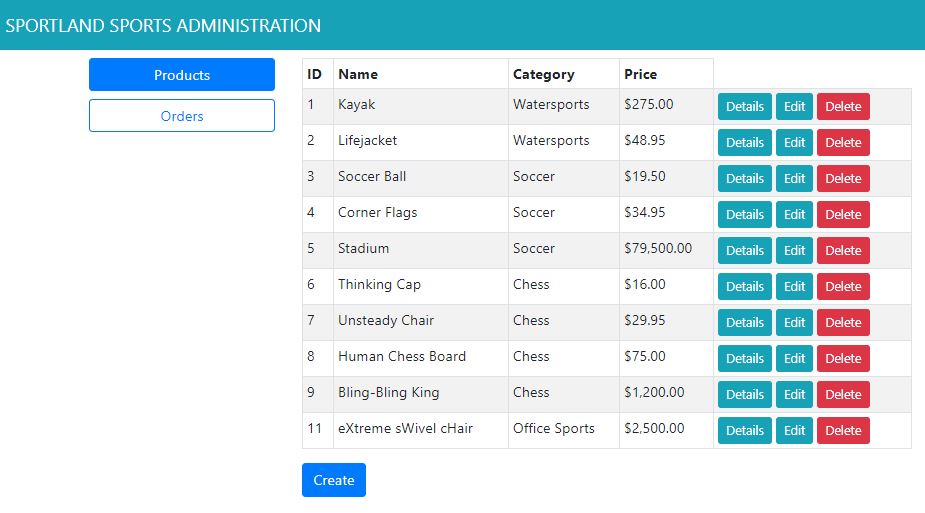 SPORTLAND SPORTS ADMINISTRATION
Products
Orders
ID Name Category Price
1 Kayak Watersports $275.00 Details Edit Delete
2 Lifejacket Watersports $48.95 Details Edit Delete
3 Soccer Ball Soccer $19.50 Details Edit Delete
4 Corner Flags Soccer $34.95 Details Edit Delete
5 Stadium Soccer $79,500.00 Details Edit Delete
6 Thinking Cap Chess $16.00 Details Edit Delete
7 Unsteady Chair Chess $29.95 Details Edit Delete
8 Human Chess Board Chess $75.00 Details Edit Delete
9 Bling-Bling King Chess $1,200.00 Details Edit Delete
11 eXtreme sWivel cHair Office Sports $2,500.00 Details Edit Delete
Create